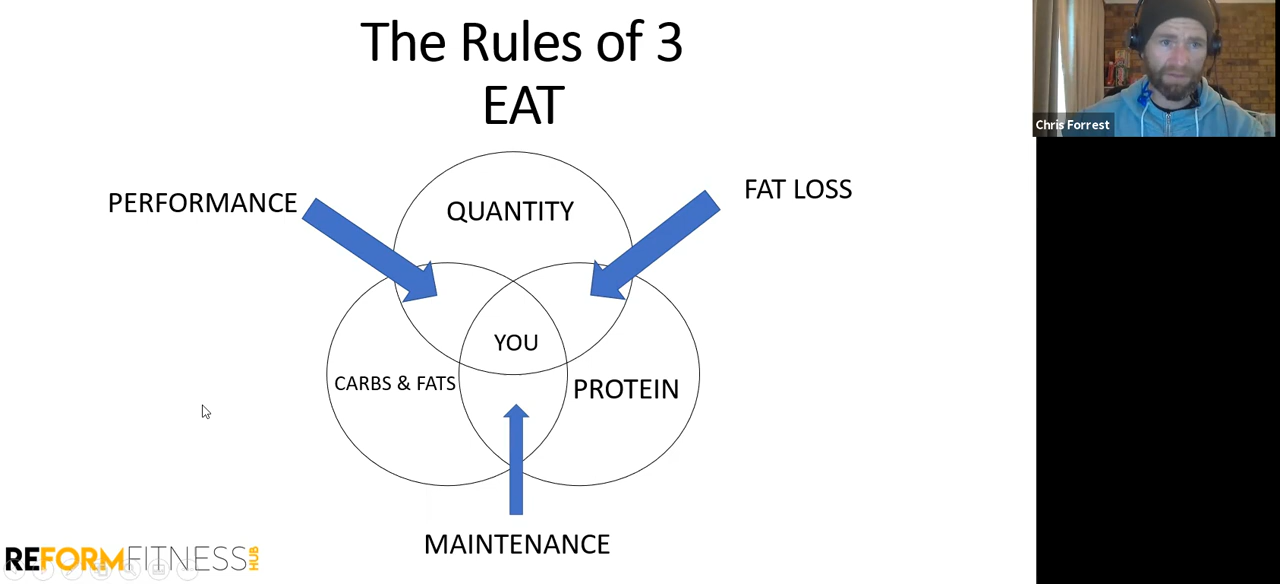 The Rules of 3
EAT
Chris Forrest
PERFORMANCE
FAT LOSS
QUANTITY
YOU
CARBS & FATS
PROTEIN
MAINTENANCE
REFORMFITNESS HUB